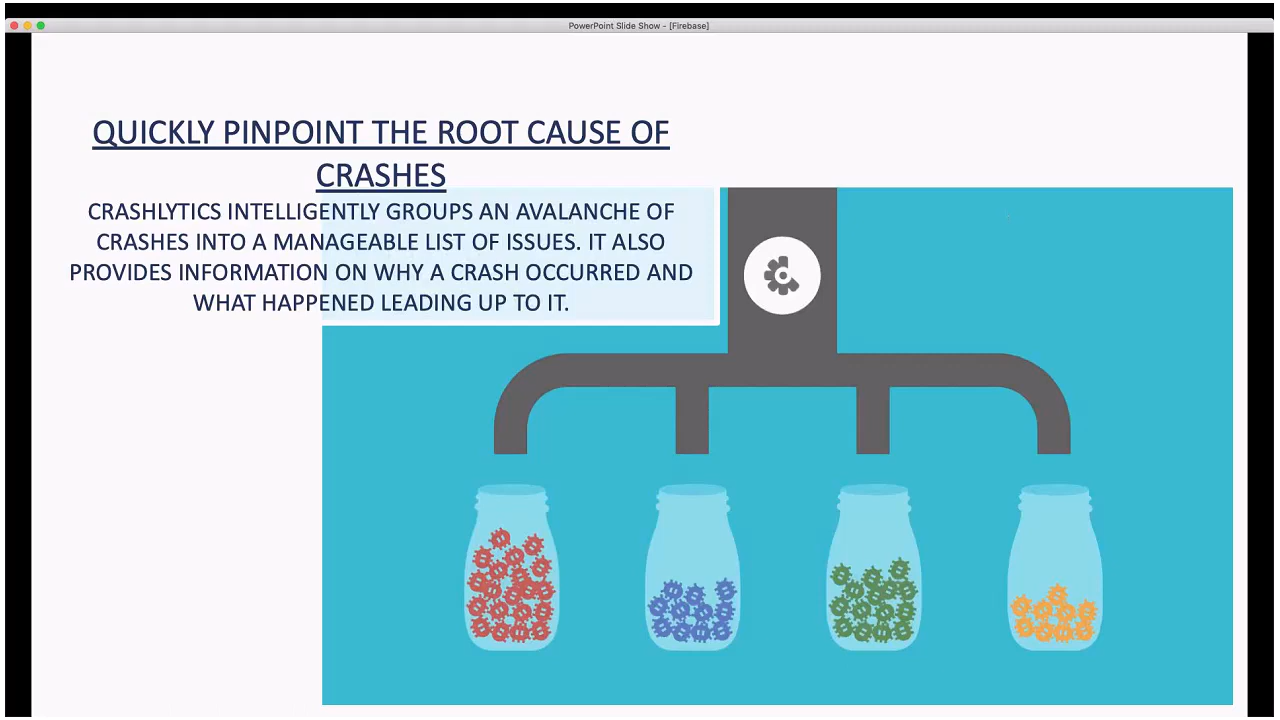 PowerPoint Slide Show - [Firebase]
QUICKLY PINPOINT THE ROOT CAUSE OF
CRASHES
CRASHLYTICS INTELLIGENTLY GROUPS AN AVALANCHE OF
CRASHES INTO A MANAGEABLE LIST OF ISSUES. IT ALSO
PROVIDES INFORMATION ON WHY A CRASH OCCURRED AND
WHAT HAPPENED LEADING UP TO IT.